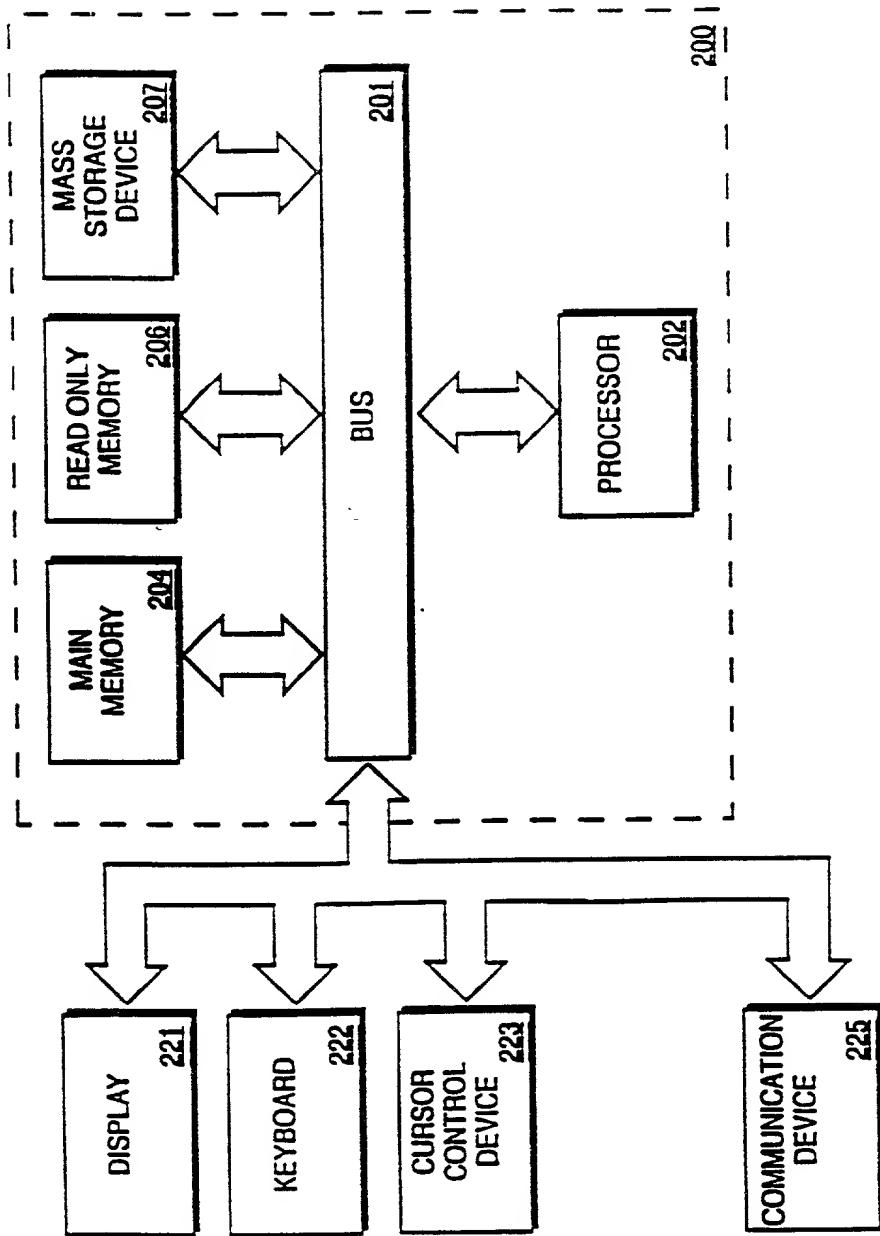 MAIN
MEMORY
204
READ ONLY
MEMORY
206
MASS
STORAGE
DEVICE
207
BUS
201
PROCESSOR
202
200
DISPLAY
221
KEYBOARD
222
CURSOR
CONTROL
DEVICE
223
COMMUNICATION
DEVICE
225